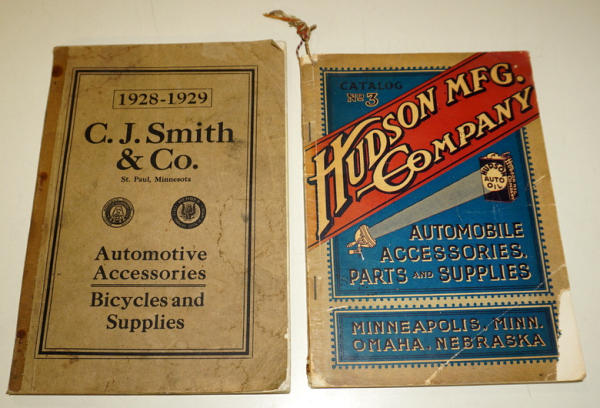 1928-1929
C. J. Smith
& Co.
St. Paul, Minnesota
Automotive
Accessories
Bicycles and
Supplies
CATALOG
No 3
HUDSON MFG.
COMPANY
HUDSON
AUTO
OIL
AUTOMOBILE
ACCESSORIES,
PARTS AND SUPPLIES
MINNEAPOLIS, MINN.
OMAHA, NEBRASKA